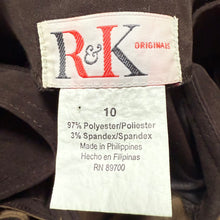 R&K ORIGINALS
10
97% Polyester/Poliester
3% Spandex/Spandex
Made in Philippines
Hecho en Filipinas
RN 89700